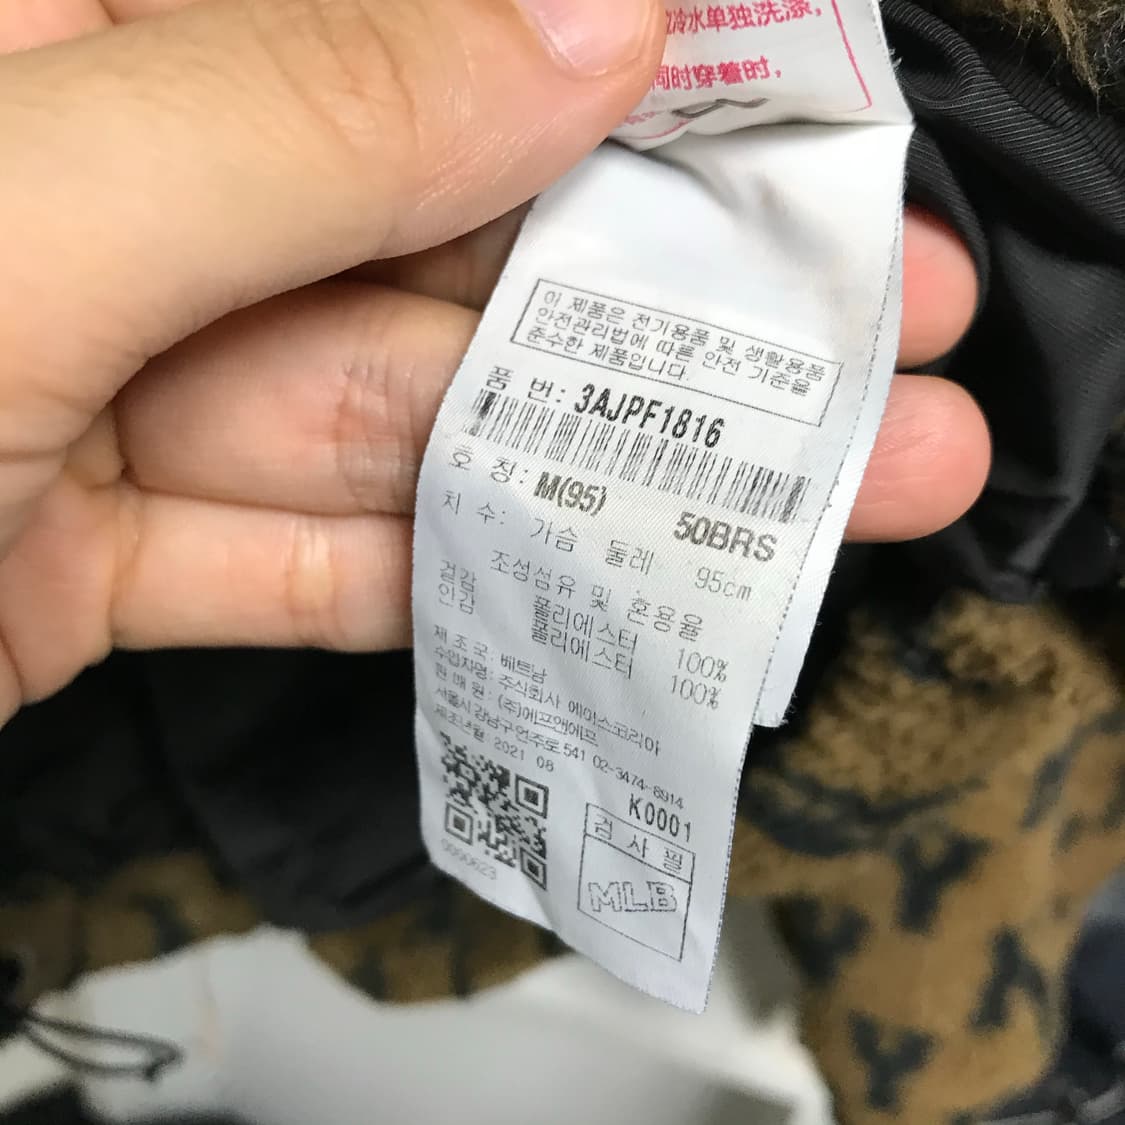 冷水单独洗涤,
同时穿着时,
이 제품은 전기용품 및 생활용품
안전관리법에 따른 안전 기준을
준수한 제품입니다.
품 번: 3AJPF1816
호 칭: M(95) 50BRS
치 수: 가슴 둘레 95cm
조성섬유 및 혼용율
겉감 폴리에스터 100%
안감 폴리에스터 100%
제 조 국: 베트남
수입자명: 주식회사 에이스코리아
판 매 원: (주)에프앤에프
서울시 강남구 언주로 541 02-3474-8914
제조년월 2021 08
K0001
검 사 필
MLB
0000623